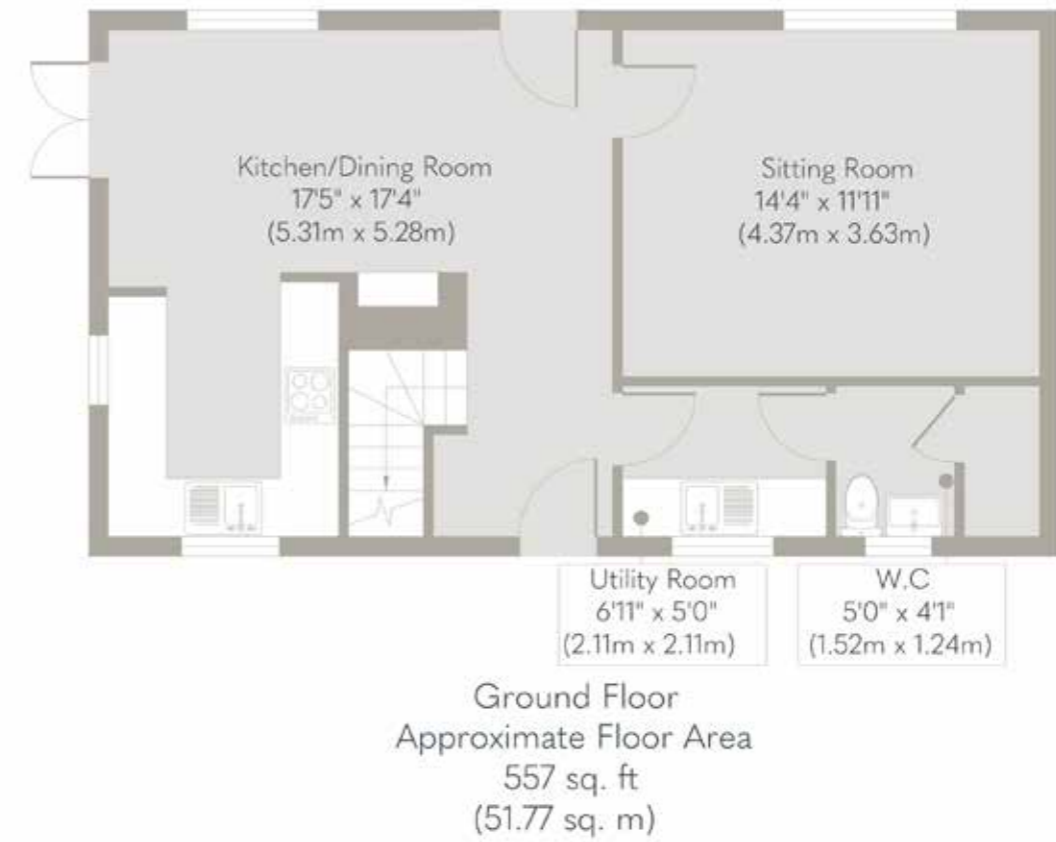 Kitchen/Dining Room
17'5" x 17'4"
(5.31m x 5.28m)
Sitting Room
14'4" x 11'11"
(4.37m x 3.63m)
Utility Room
6'11" x 5'0"
(2.11m x 2.11m)
W.C
5'0" x 4'1"
(1.52m x 1.24m)
Ground Floor
Approximate Floor Area
557 sq. ft
(51.77 sq. m)